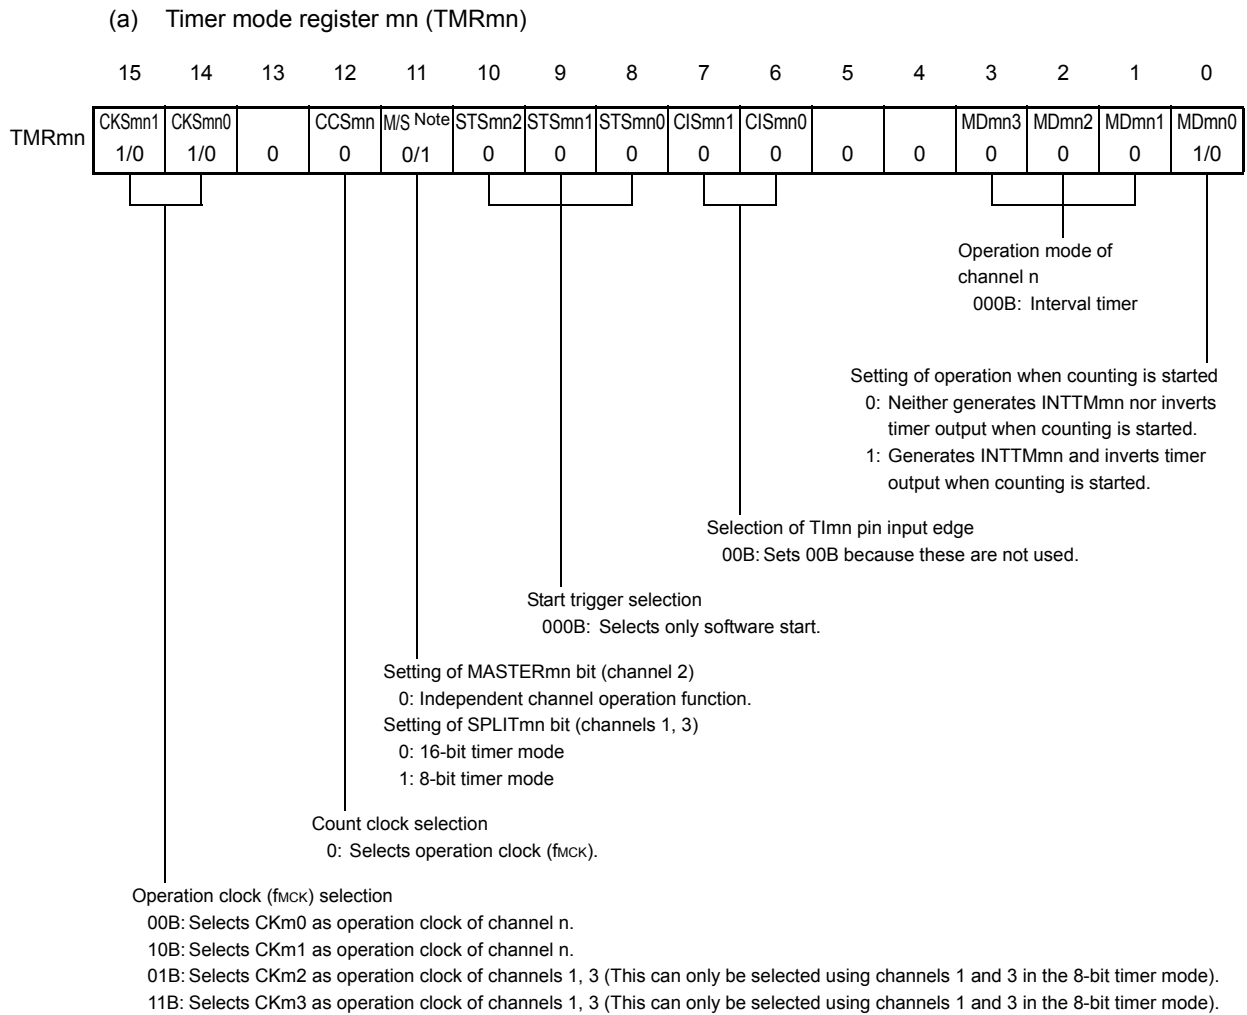 (a) Timer mode register mn (TMRmn)
15 14 13 12 11 10 9 8 7 6 5 4 3 2 1 0
TMRmn CKSmn1 CKSmn0 CCSmn M/S Note STSmn2 STSmn1 STSmn0 CISmn1 CISmn0 MDmn3 MDmn2 MDmn1 MDmn0
1/0 1/0 0 0 0/1 0 0 0 0 0 0 0 0 0 0 1/0
Operation mode of
channel n
000B: Interval timer
Setting of operation when counting is started
0: Neither generates INTTMmn nor inverts
timer output when counting is started.
1: Generates INTTMmn and inverts timer
output when counting is started.
Selection of TImn pin input edge
00B: Sets 00B because these are not used.
Start trigger selection
000B: Selects only software start.
Setting of MASTERmn bit (channel 2)
0: Independent channel operation function.
Setting of SPLITmn bit (channels 1, 3)
0: 16-bit timer mode
1: 8-bit timer mode
Count clock selection
0: Selects operation clock (fMCK).
Operation clock (fMCK) selection
00B: Selects CKm0 as operation clock of channel n.
10B: Selects CKm1 as operation clock of channel n.
01B: Selects CKm2 as operation clock of channels 1, 3 (This can only be selected using channels 1 and 3 in the 8-bit timer mode).
11B: Selects CKm3 as operation clock of channels 1, 3 (This can only be selected using channels 1 and 3 in the 8-bit timer mode).